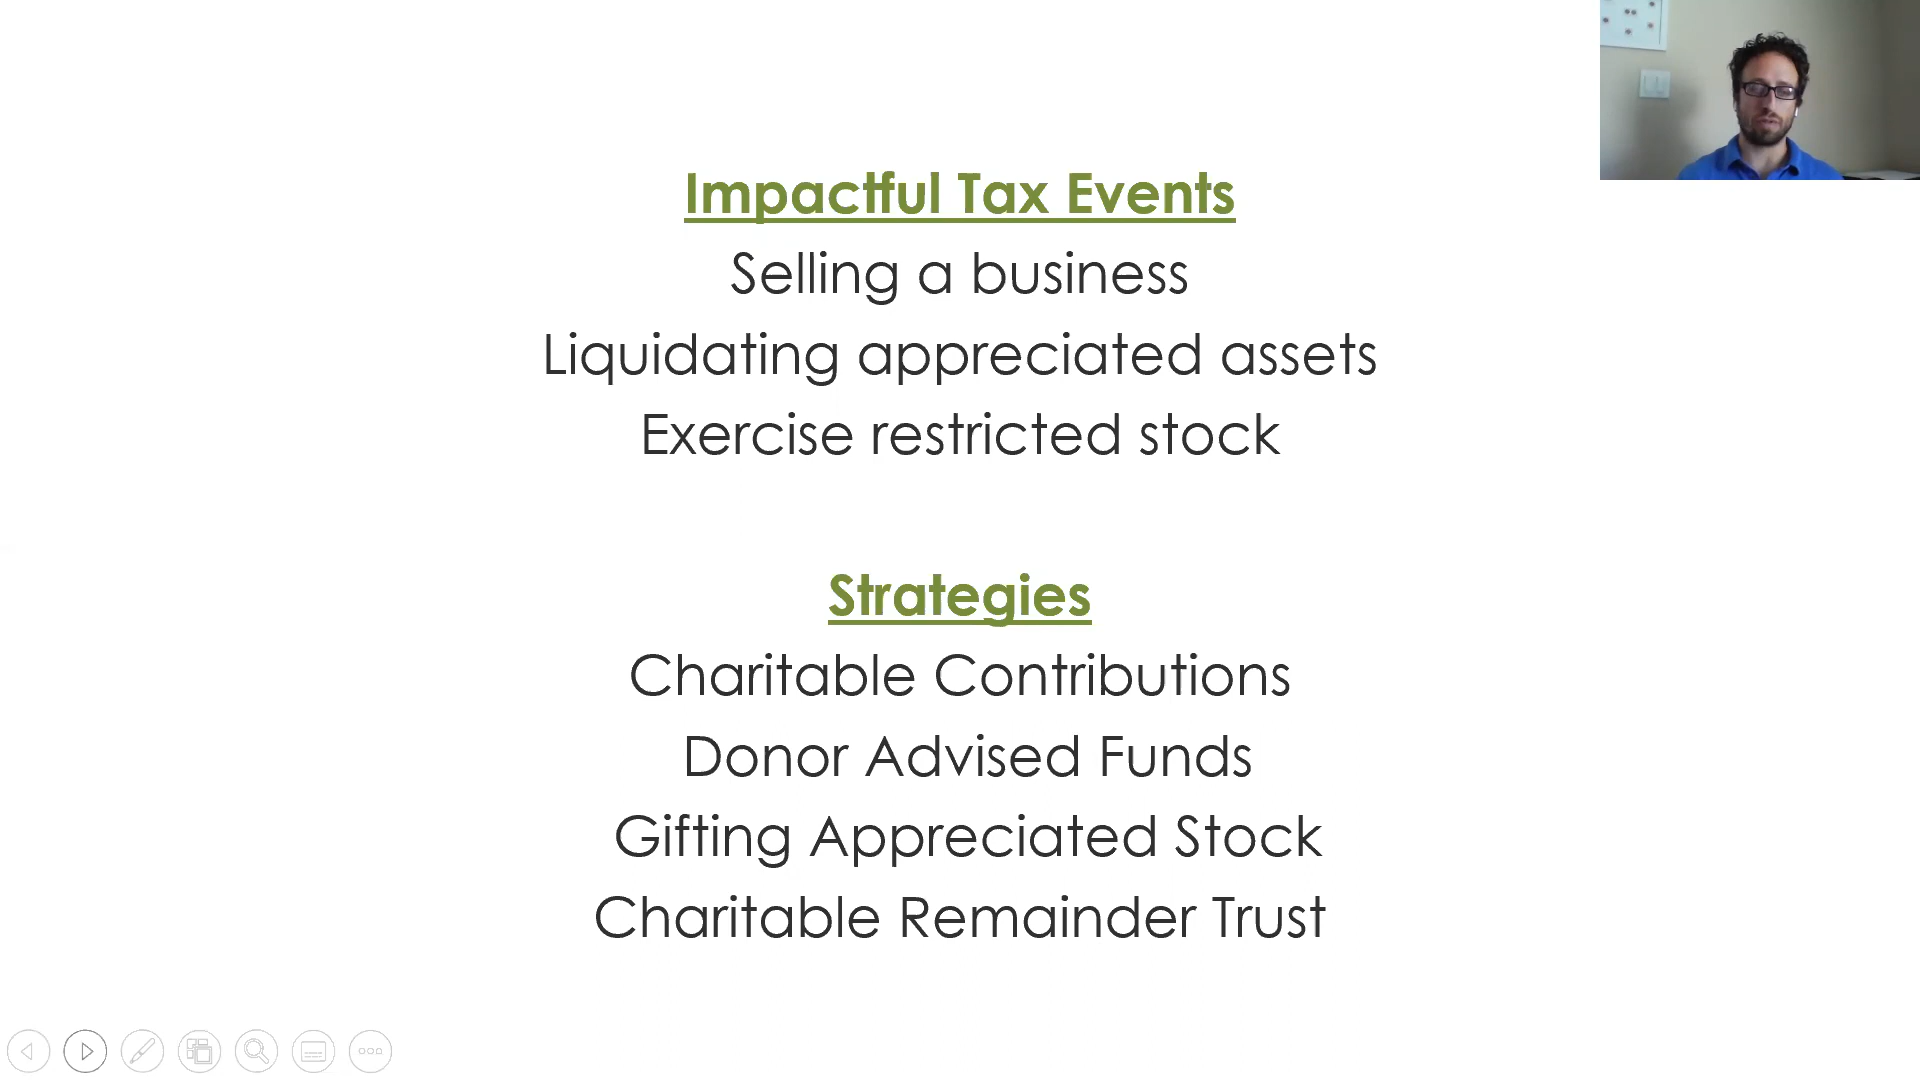 Impactful Tax Events
Selling a business
Liquidating appreciated assets
Exercise restricted stock
Strategies
Charitable Contributions
Donor Advised Funds
Gifting Appreciated Stock
Charitable Remainder Trust